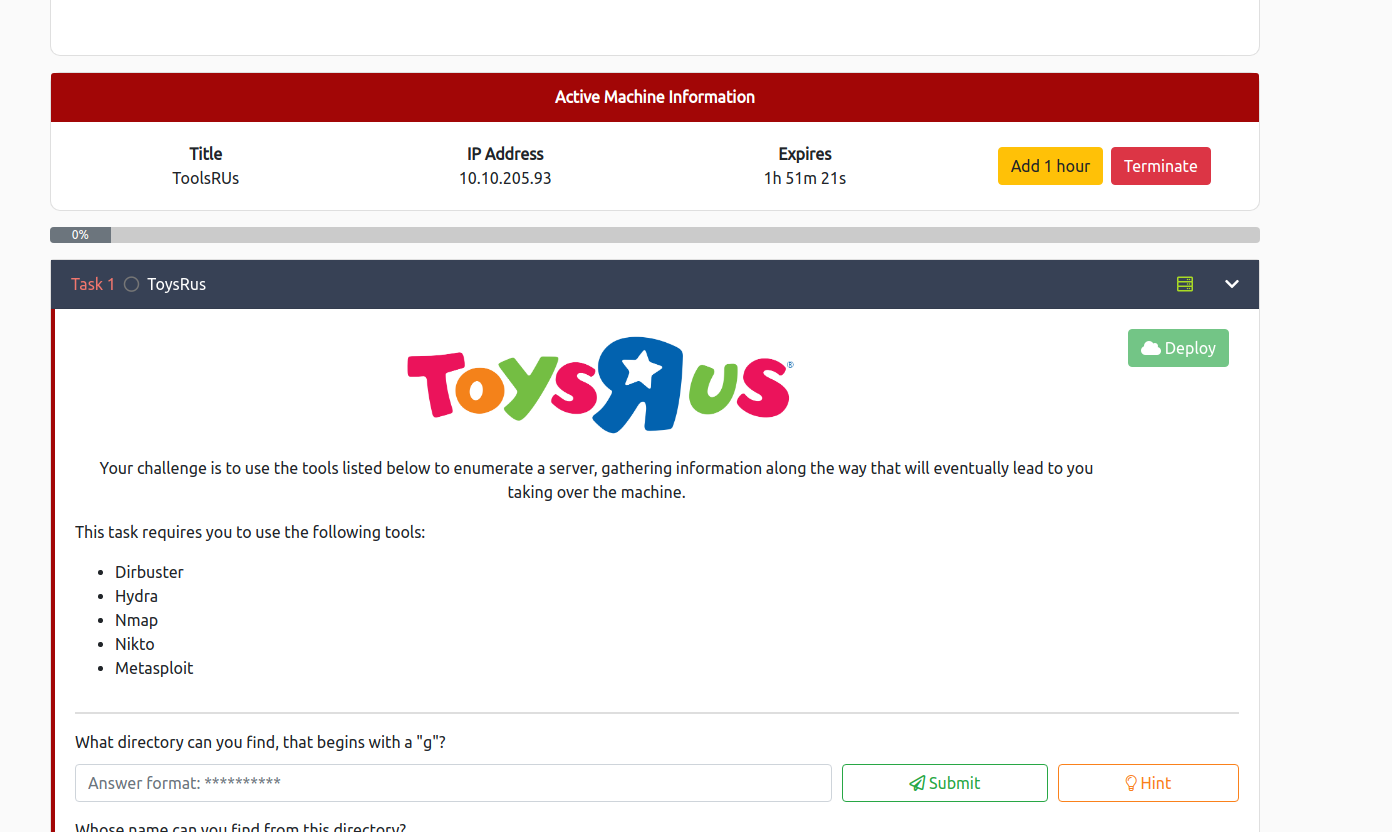 Active Machine Information
Title
IP Address
Expires
ToolsRUs
10.10.205.93
1h 51m 21s
Add 1 hour
Terminate
0%
Task 1
ToysRus
Deploy
ToysRus®
Your challenge is to use the tools listed below to enumerate a server, gathering information along the way that will eventually lead to you
taking over the machine.
This task requires you to use the following tools:
• Dirbuster
• Hydra
• Nmap
• Nikto
• Metasploit
What directory can you find, that begins with a "g"?
Answer format: **********
Submit
Hint
Whose name can you find from this directory?